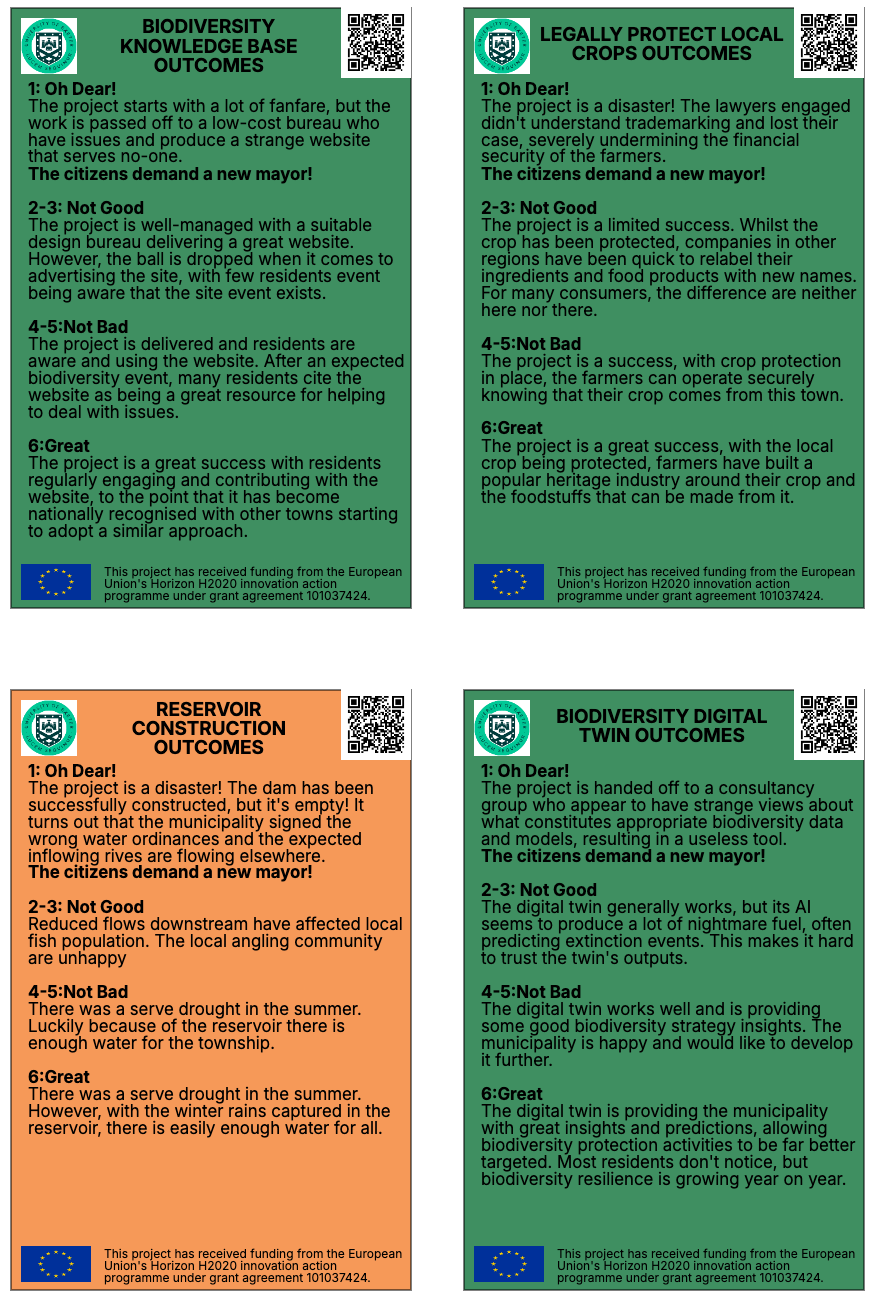 BIODIVERSITY
KNOWLEDGE BASE
OUTCOMES
1: Oh Dear!
The project starts with a lot of fanfare, but the
work is passed off to a low-cost bureau who
have issues and produce a strange website
that serves no-one.
The citizens demand a new mayor!
2-3: Not Good
The project is well-managed with a suitable
design bureau delivering a great website.
However, the ball is dropped when it comes to
advertising the site, with few residents event
being aware that the site event exists.
4-5:Not Bad
The project is delivered and residents are
aware and using the website. After an expected
biodiversity event, many residents cite the
website as being a great resource for helping
to deal with issues.
6:Great
The project is a great success with residents
regularly engaging and contributing with the
website, to the point that it has become
nationally recognised with other towns starting
to adopt a similar approach.
This project has received funding from the European
Union's Horizon H2020 innovation action
programme under grant agreement 101037424.
LEGALLY PROTECT LOCAL
CROPS OUTCOMES
1: Oh Dear!
The project is a disaster! The lawyers engaged
didn't understand trademarking and lost their
case, severely undermining the financial
security of the farmers.
The citizens demand a new mayor!
2-3: Not Good
The project is a limited success. Whilst the
crop has been protected, companies in other
regions have been quick to relabel their
ingredients and food products with new names.
For many consumers, the difference are neither
here nor there.
4-5:Not Bad
The project is a success, with crop protection
in place, the farmers can operate securely
knowing that their crop comes from this town.
6:Great
The project is a great success, with the local
crop being protected, farmers have built a
popular heritage industry around their crop and
the foodstuffs that can be made from it.
This project has received funding from the European
Union's Horizon H2020 innovation action
programme under grant agreement 101037424.
RESERVOIR
CONSTRUCTION
OUTCOMES
1: Oh Dear!
The project is a disaster! The dam has been
successfully constructed, but it's empty! It
turns out that the municipality signed the
wrong water ordinances and the expected
inflowing rives are flowing elsewhere.
The citizens demand a new mayor!
2-3: Not Good
Reduced flows downstream have affected local
fish population. The local angling community
are unhappy
4-5:Not Bad
There was a serve drought in the summer.
Luckily because of the reservoir there is
enough water for the township.
6:Great
There was a serve drought in the summer.
However, with the winter rains captured in the
reservoir, there is easily enough water for all.
This project has received funding from the European
Union's Horizon H2020 innovation action
programme under grant agreement 101037424.
BIODIVERSITY DIGITAL
TWIN OUTCOMES
1: Oh Dear!
The project is handed off to a consultancy
group who appear to have strange views about
what constitutes appropriate biodiversity data
and models, resulting in a useless tool.
The citizens demand a new mayor!
2-3: Not Good
The digital twin generally works, but its AI
seems to produce a lot of nightmare fuel, often
predicting extinction events. This makes it hard
to trust the twin's outputs.
4-5:Not Bad
The digital twin works well and is providing
some good biodiversity strategy insights. The
municipality is happy and would like to develop
it further.
6:Great
The digital twin is providing the municipality
with great insights and predictions, allowing
biodiversity protection activities to be far better
targeted. Most residents don't notice, but
biodiversity resilience is growing year on year.
This project has received funding from the European
Union's Horizon H2020 innovation action
programme under grant agreement 101037424.